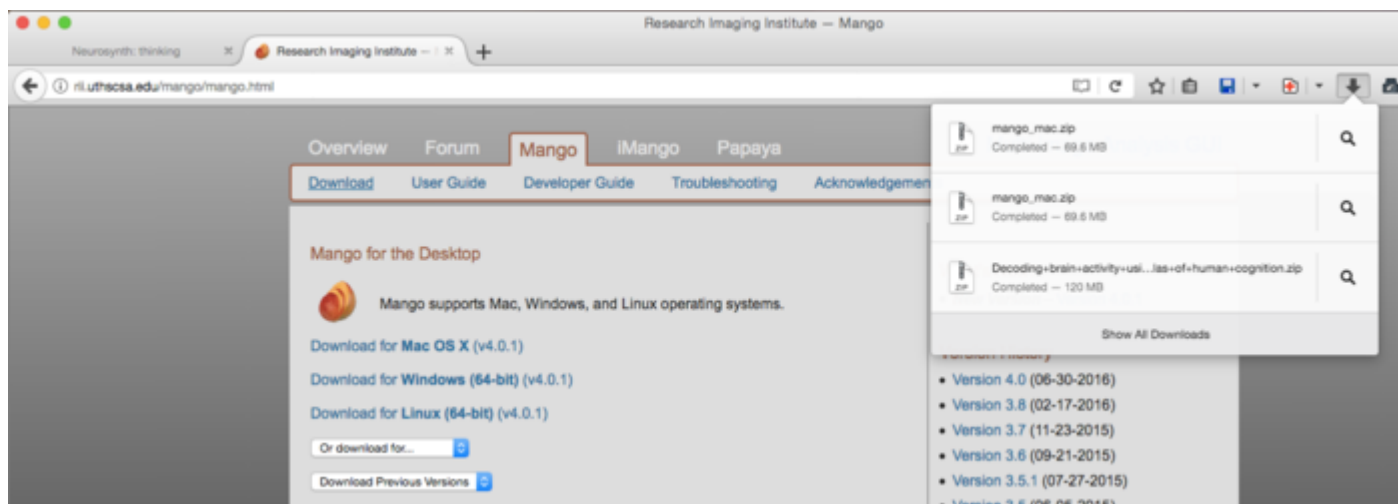 Research Imaging Institute — Mango
Neurosynth: thinking
Research Imaging Institute —
rii.uthscsa.edu/mango/mango.html
Overview Forum Mango iMango Papaya
Download User Guide Developer Guide Troubleshooting Acknowledgemen
mango_mac.zip
Completed — 69.6 MB
mango_mac.zip
Completed — 69.6 MB
Decoding+brain+activity+usi...las+of+human+cognition.zip
Completed — 120 MB
Show All Downloads
Mango for the Desktop
Mango supports Mac, Windows, and Linux operating systems.
Download for Mac OS X (v4.0.1)
Download for Windows (64-bit) (v4.0.1)
Download for Linux (64-bit) (v4.0.1)
Or download for...
Download Previous Versions
Version History
Version 4.0 (06-30-2016)
Version 3.8 (02-17-2016)
Version 3.7 (11-23-2015)
Version 3.6 (09-21-2015)
Version 3.5.1 (07-27-2015)